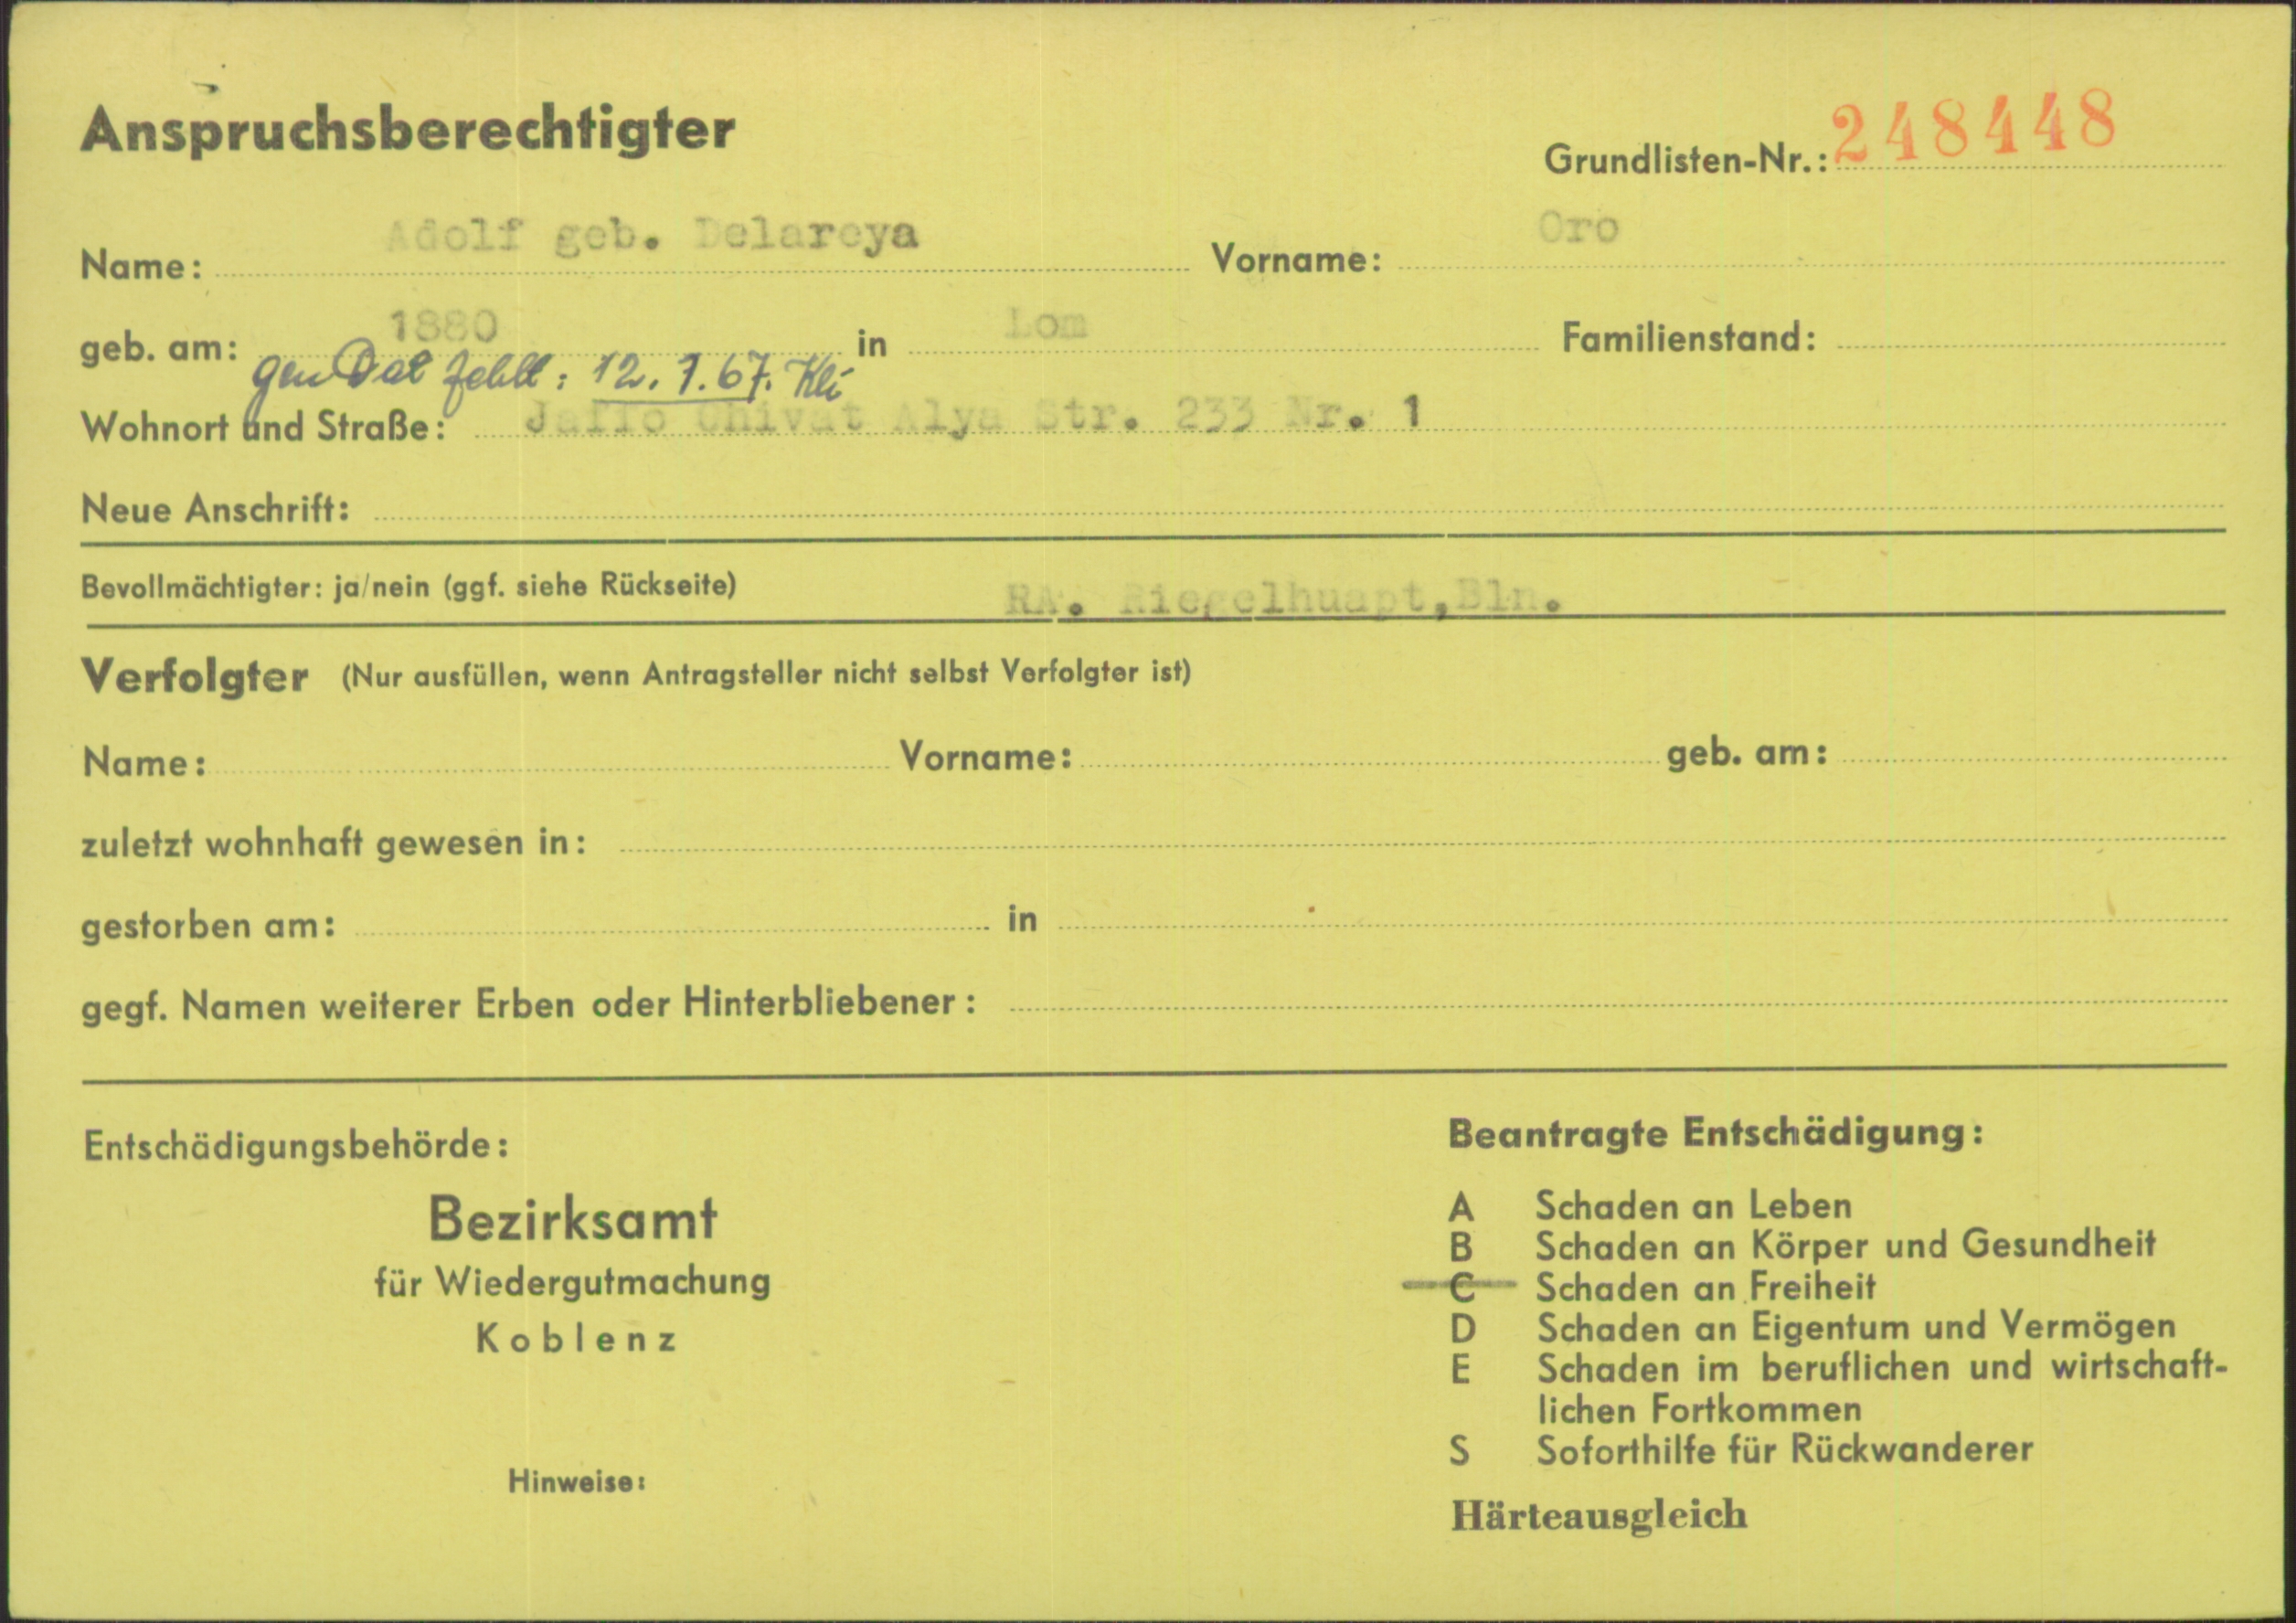 Anspruchsberechtigter
Grundlisten-Nr.: 248448
Name: Adolf geb. Delareya Vorname: Oro
geb. am: 1880 in Lom Familienstand:
gen Dat fehlt: 12. 7. 67. Kli
Wohnort und Straße: Jaffo Chivat Alya Str. 233 Nr. 1
Neue Anschrift:
Bevollmächtigter: ja/nein (ggf. siehe Rückseite) RA. Riegelhuapt,Bln.
Verfolgter (Nur ausfüllen, wenn Antragsteller nicht selbst Verfolgter ist)
Name: Vorname: geb. am:
zuletzt wohnhaft gewesen in:
gestorben am: in
gegf. Namen weiterer Erben oder Hinterbliebener:
Entschädigungsbehörde:
Bezirksamt
für Wiedergutmachung
Koblenz
Hinweise:
Beantragte Entschädigung:
A Schaden an Leben
B Schaden an Körper und Gesundheit
C Schaden an Freiheit
D Schaden an Eigentum und Vermögen
E Schaden im beruflichen und wirtschaft-
lichen Fortkommen
S Soforthilfe für Rückwanderer
Härteausgleich